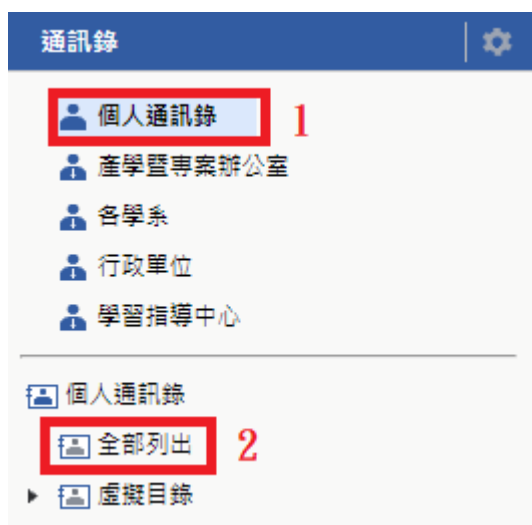 通訊錄
個人通訊錄 1
產學暨專案辦公室
各學系
行政單位
學習指導中心
個人通訊錄
全部列出 2
虛擬目錄